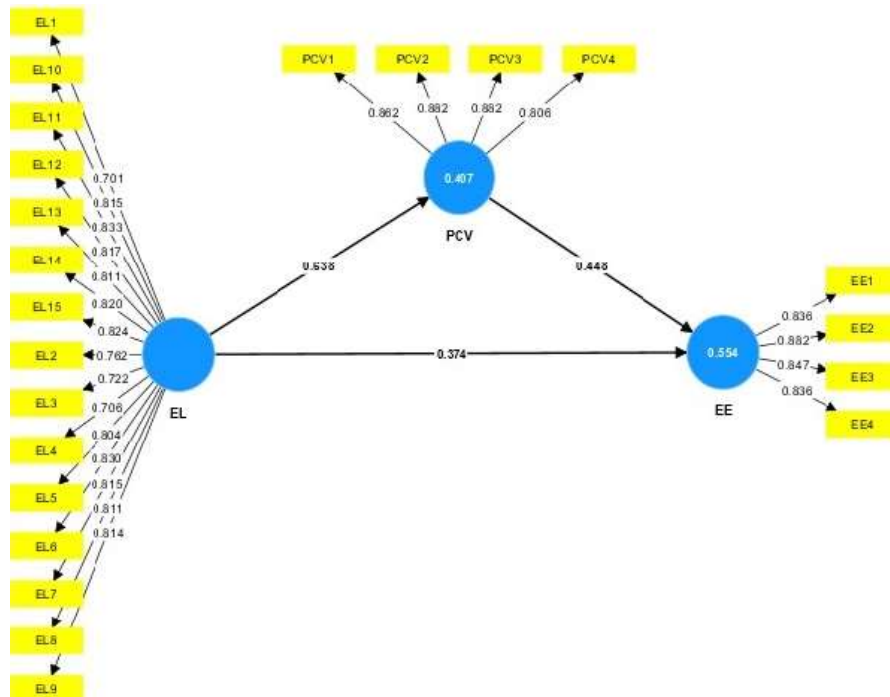 EL1
EL10
EL11
EL12
EL13
EL14
EL15
EL2
EL3
EL4
EL5
EL6
EL7
EL8
EL9
0.701
0.815
0.833
0.817
0.811
0.820
0.824
0.762
0.722
0.706
0.804
0.830
0.815
0.811
0.814
EL
PCV1
PCV2
PCV3
PCV4
0.862
0.882
0.882
0.806
0.407
PCV
0.638
0.448
0.374
0.554
EE
0.836
0.882
0.847
0.836
EE1
EE2
EE3
EE4